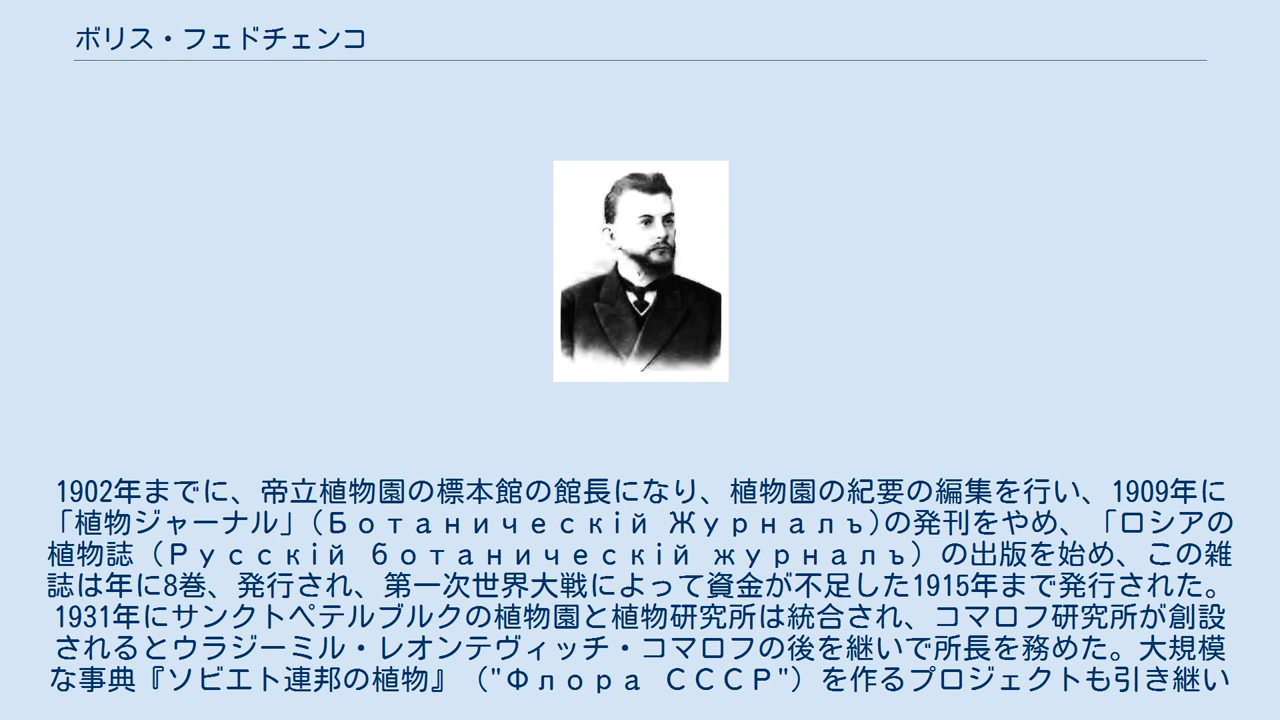 ボリス・フェドチェンコ
1902年までに、帝立植物園の標本館の館長になり、植物園の紀要の編集を行い、1909年に
「植物ジャーナル」（Ботаническiй Журналъ)の発刊をやめ、「ロシアの
植物誌（Русскiй ботаническiй журналъ）の出版を始め、この雑
誌は年に8巻、発行され、第一次世界大戦によって資金が不足した1915年まで発行された。
1931年にサンクトペテルブルクの植物園と植物研究所は統合され、コマロフ研究所が創設
されるとウラジーミル・レオンテヴィッチ・コマロフの後を継いで所長を務めた。大規模
な事典『ソビエト連邦の植物』（"Флора СССР"）を作るプロジェクトも引き継い